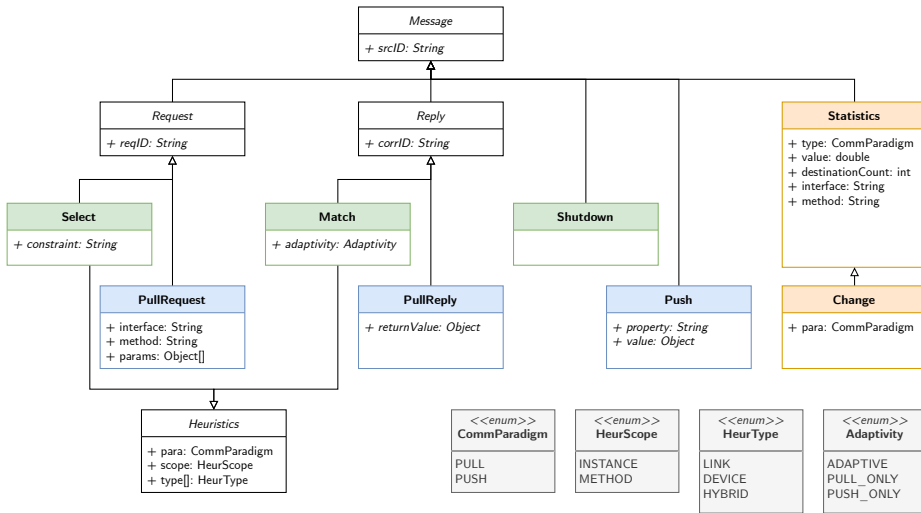 Message
+ srcID: String
Request
+ reqID: String
Reply
+ corrID: String
Statistics
+ type: CommParadigm
+ value: double
+ destinationCount: int
+ interface: String
+ method: String
Select
+ constraint: String
Match
+ adaptivity: Adaptivity
Shutdown
PullRequest
+ interface: String
+ method: String
+ params: Object[]
PullReply
+ returnValue: Object
Push
+ property: String
+ value: Object
Change
+ para: CommParadigm
Heuristics
+ para: CommParadigm
+ scope: HeurScope
+ type[]: HeurType
<<enum>>
CommParadigm
PULL
PUSH
<<enum>>
HeurScope
INSTANCE
METHOD
<<enum>>
HeurType
LINK
DEVICE
HYBRID
<<enum>>
Adaptivity
ADAPTIVE
PULL_ONLY
PUSH_ONLY